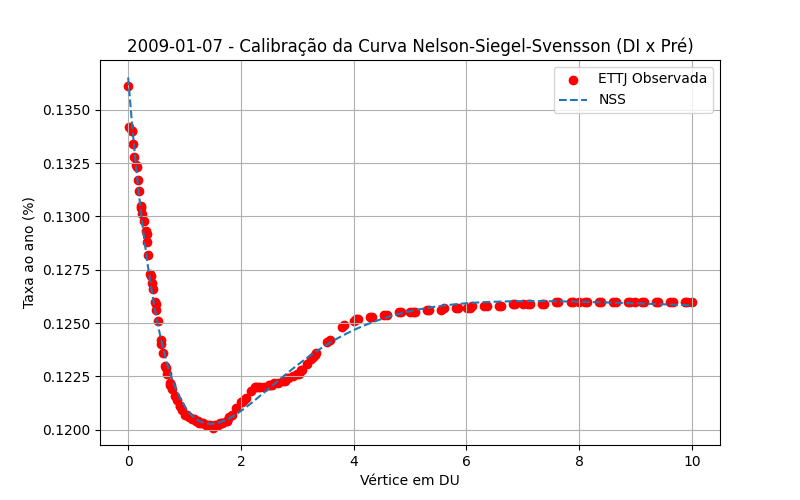 2009-01-07 - Calibração da Curva Nelson-Siegel-Svensson (DI x Pré)
ETTJ Observada
NSS
Taxa ao ano (%)
0.1350
0.1325
0.1300
0.1275
0.1250
0.1225
0.1200
0 2 4 6 8 10
Vértice em DU